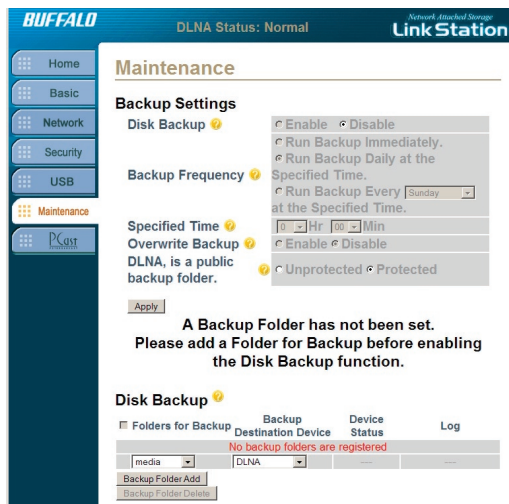 BUFFALO
DLNA Status: Normal
Network Attached Storage
LinkStation
Home
Basic
Network
Security
USB
Maintenance
PCast
Maintenance
Backup Settings
Disk Backup ?
Enable Disable
Backup Frequency ?
Run Backup Immediately.
Run Backup Daily at the
Specified Time.
Run Backup Every Sunday
at the Specified Time.
Specified Time ?
0 Hr 00 Min
Overwrite Backup ?
Enable Disable
DLNA, is a public
backup folder. ?
Unprotected Protected
Apply
A Backup Folder has not been set.
Please add a Folder for Backup before enabling
the Disk Backup function.
Disk Backup ?
Folders for Backup
Backup
Destination Device
Device
Status
Log
No backup folders are registered
media DLNA ---- ----
Backup Folder Add
Backup Folder Delete